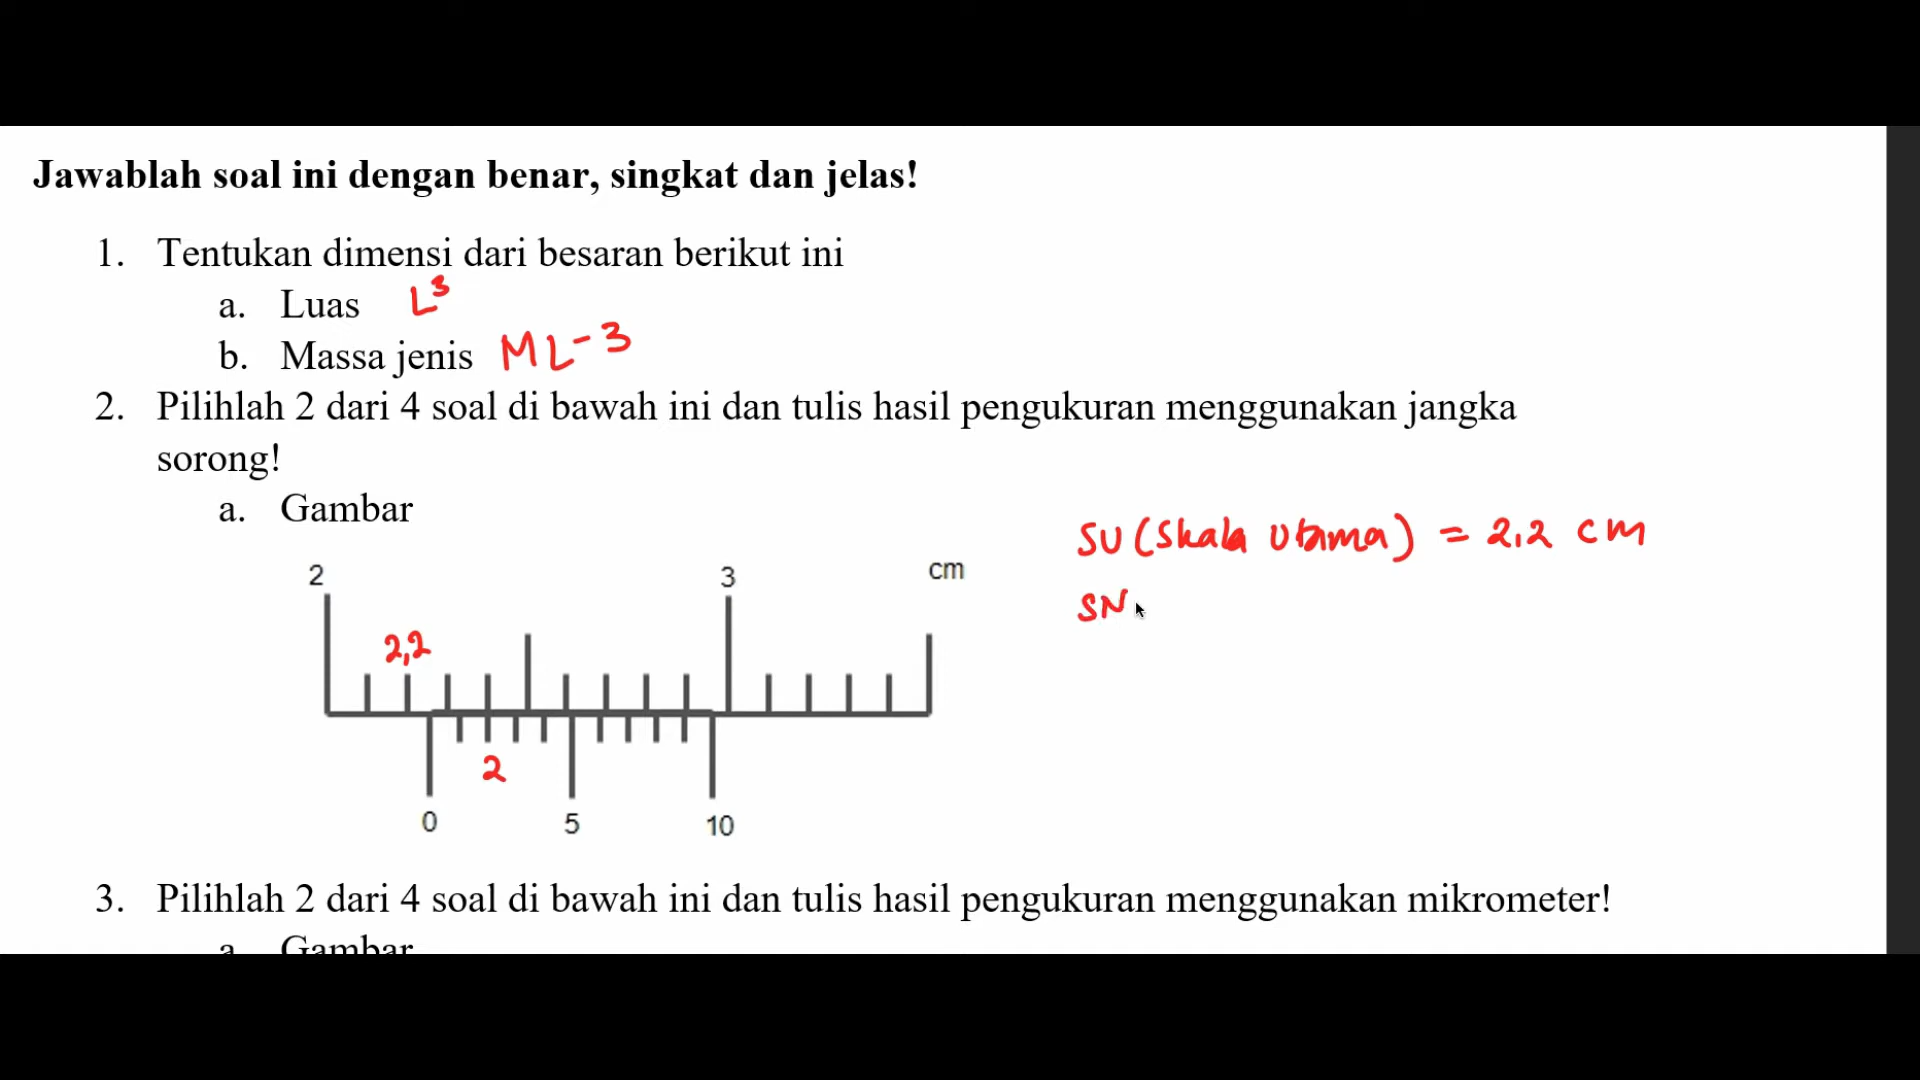 Jawablah soal ini dengan benar, singkat dan jelas!
1. Tentukan dimensi dari besaran berikut ini
a. Luas L³
b. Massa jenis ML-3
2. Pilihlah 2 dari 4 soal di bawah ini dan tulis hasil pengukuran menggunakan jangka
sorong!
a. Gambar
SU (Skala Utama) = 2,2 cm
SN
2 3 cm
2,2
2
0 5 10
3. Pilihlah 2 dari 4 soal di bawah ini dan tulis hasil pengukuran menggunakan mikrometer!
a. Gambar